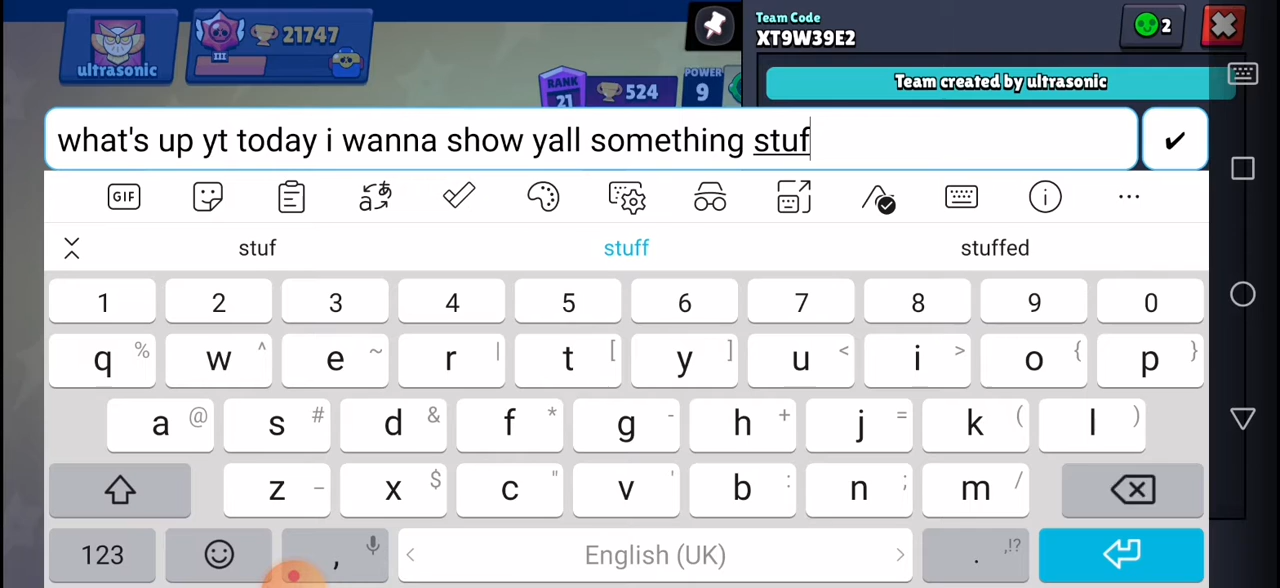 Team Code
XT9W39E2
2
ultrasonic
III
21747
RANK
21
524
POWER
9
Team created by ultrasonic
what's up yt today i wanna show yall something stuf
GIF
stuf stuff stuffed
1 2 3 4 5 6 7 8 9 0
q % w ^ e ~ r | t [ y ] u < i > o { p }
a @ s # d & f * g - h + j = k ( l )
z _ x $ c " v ' b : n ; m /
123 , English (UK) . ,!?